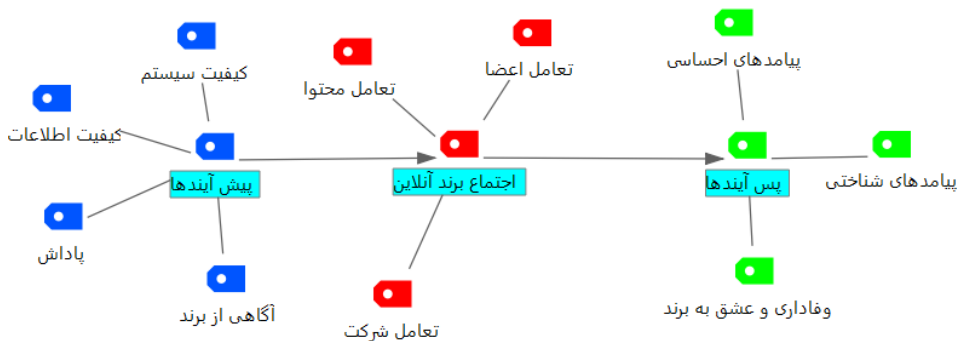 پیامدهای احساسی
تعامل اعضا
کیفیت سیستم
تعامل محتوا
کیفیت اطلاعات
پیش آیندها
اجتماع برند آنلاین
پس آیندها
پیامدهای شناختی
پاداش
آگاهی از برند
تعامل شرکت
وفاداری و عشق به برند